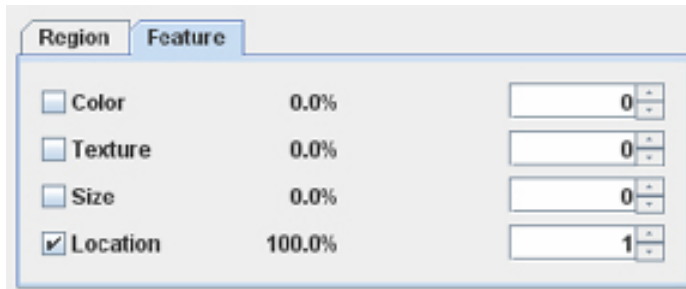 Region Feature
Color 0.0% 0
Texture 0.0% 0
Size 0.0% 0
Location 100.0% 1